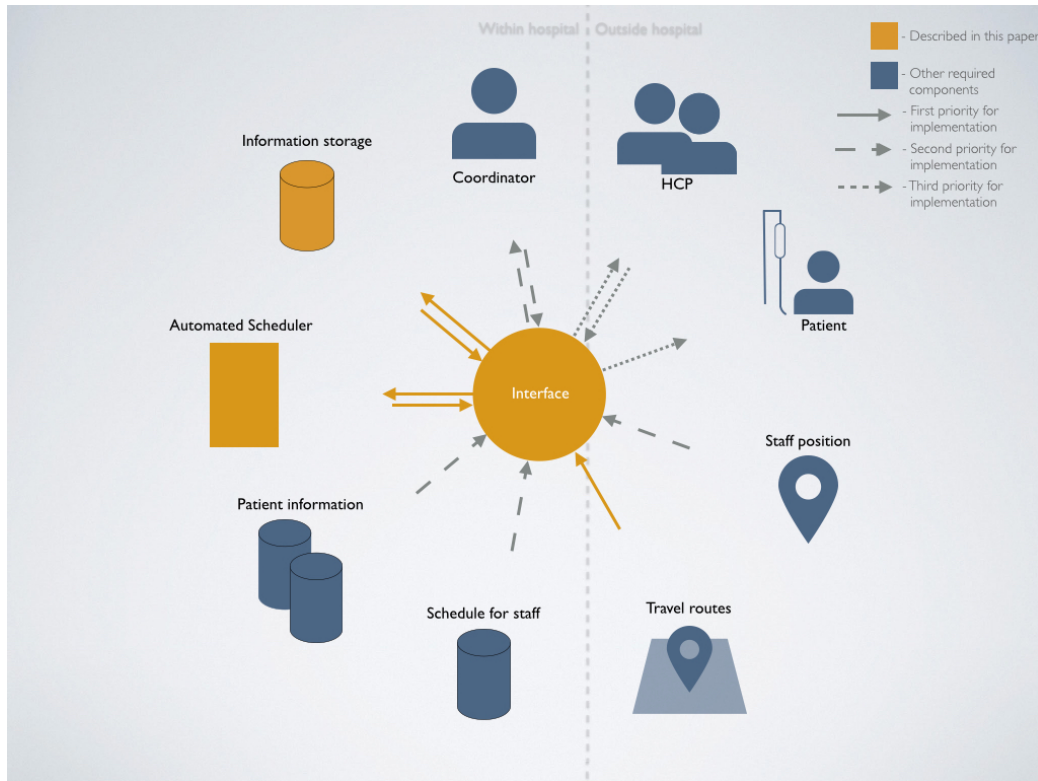 Within hospital
Outside hospital
- Described in this paper
- Other required
components
- First priority for
implementation
- Second priority for
implementation
- Third priority for
implementation
Coordinator
HCP
Information storage
Patient
Automated Scheduler
Interface
Staff position
Patient information
Schedule for staff
Travel routes